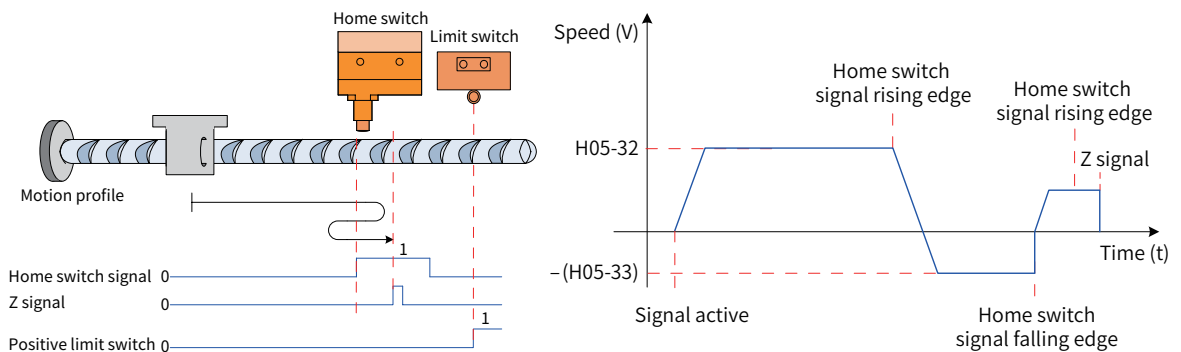 Home switch
Limit switch
Motion profile
1
Home switch signal 0
Z signal 0
1
Positive limit switch 0
Speed (V)
Home switch
signal rising edge
Home switch
signal rising edge
H05-32
Z signal
Time (t)
–(H05-33)
Signal active
Home switch
signal falling edge